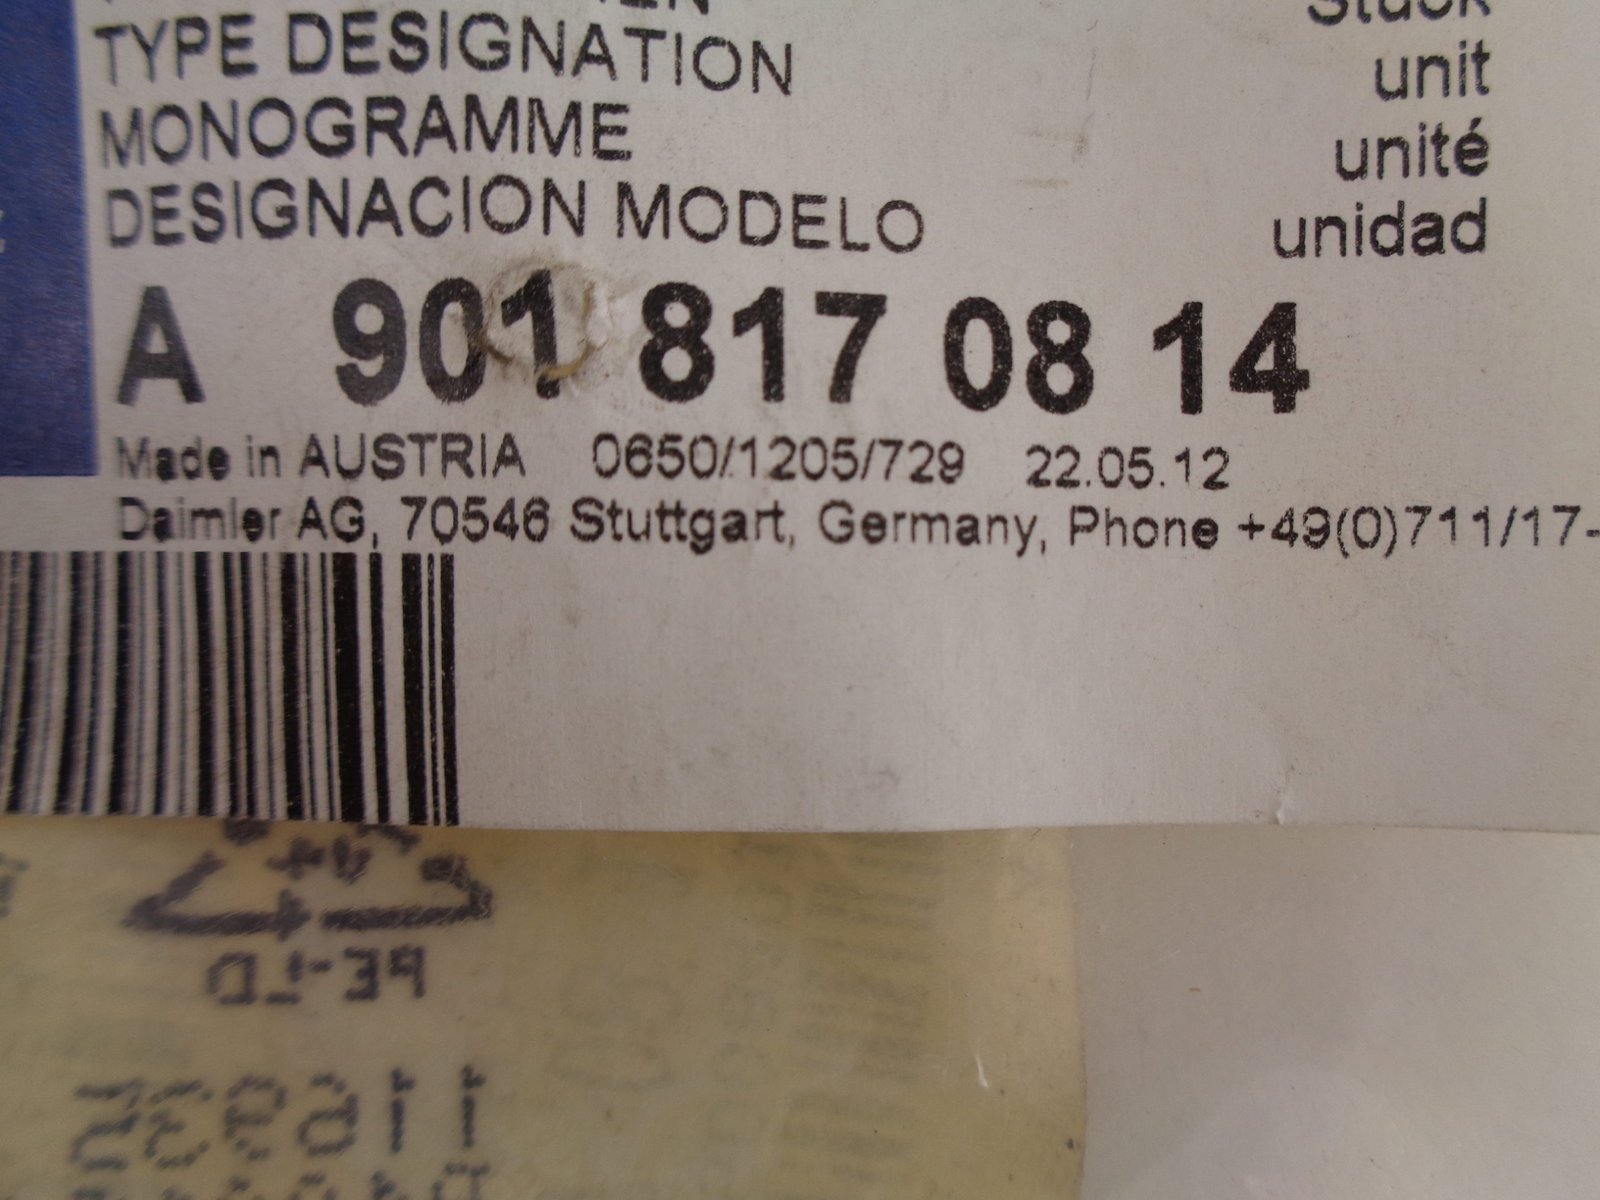 Stück
TYPE DESIGNATION
unit
MONOGRAMME
unité
DESIGNACION MODELO
unidad
A 901 817 08 14
Made in AUSTRIA 0650/1205/729 22.05.12
Daimler AG, 70546 Stuttgart, Germany, Phone +49(0)711/17-
PE-LD